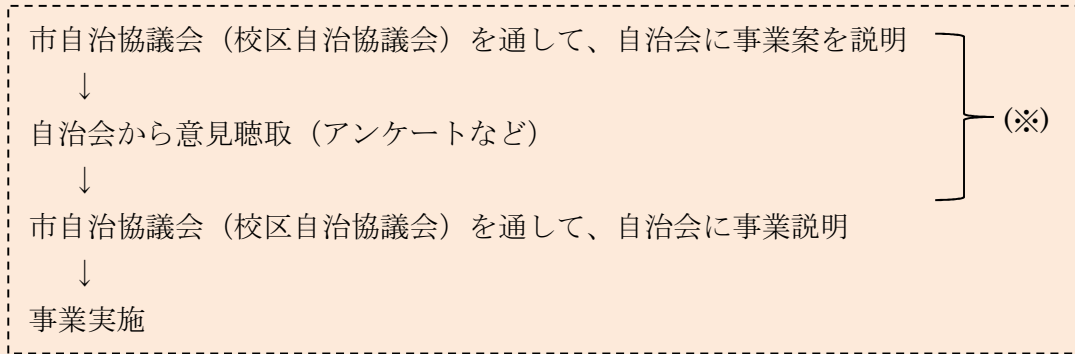 市自治協議会（校区自治協議会）を通して、自治会に事業案を説明
↓
自治会から意見聴取（アンケートなど）
(※)
↓
市自治協議会（校区自治協議会）を通して、自治会に事業説明
↓
事業実施